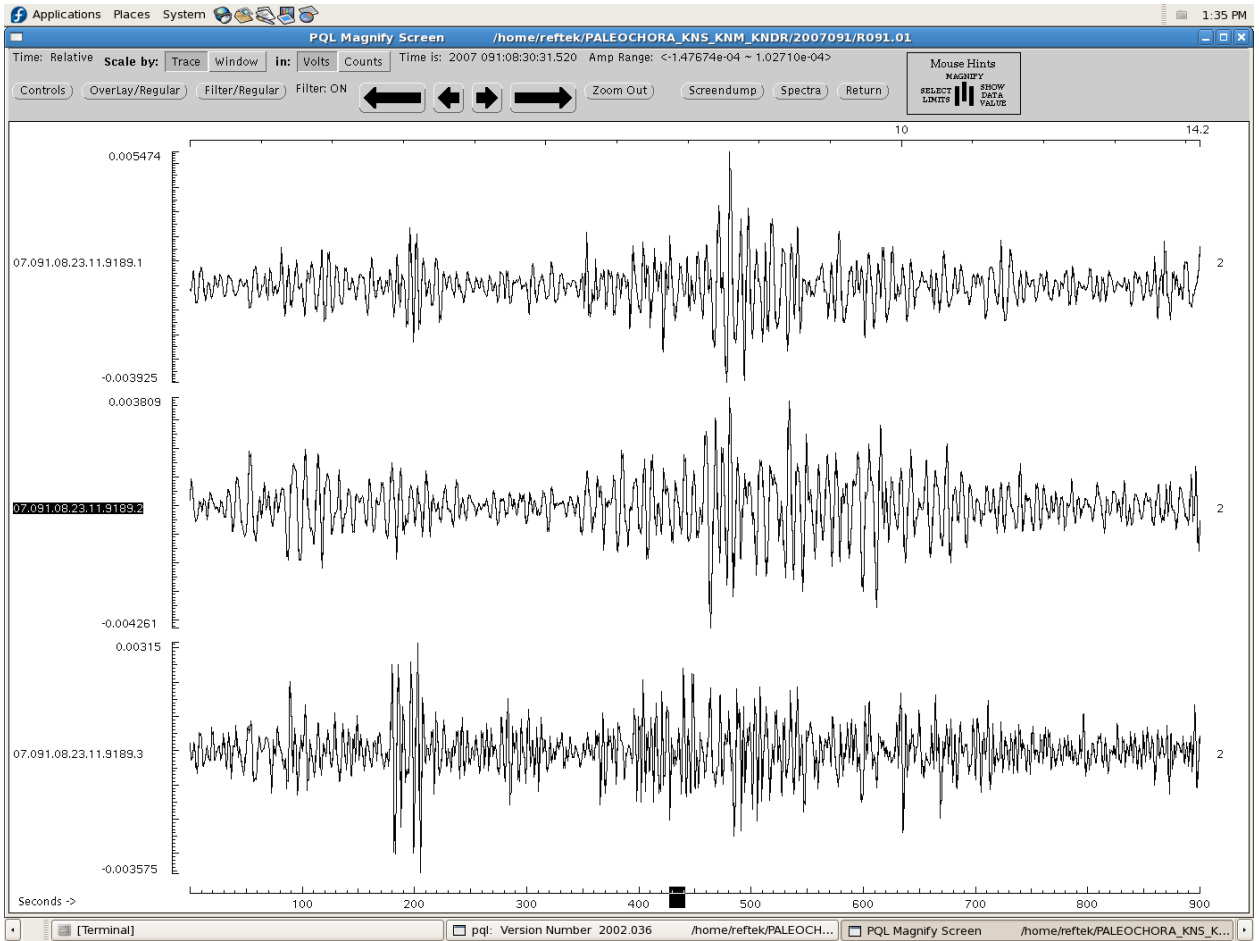 Applications Places System 1:35 PM
PQL Magnify Screen /home/reftek/PALEOCHORA_KNS_KNM_KNDR/2007091/R091.01
Time: Relative Scale by: Trace Window in: Volts Counts Time is: 2007 091:08:30:31.520 Amp Range: <-1.47674e-04 ~ 1.02710e-04>
Controls OverLay/Regular Filter/Regular Filter: ON Zoom Out Screendump Spectra Return
Mouse Hints
MAGNIFY
SELECT LIMITS
SHOW DATA VALUE
10 14.2
0.005474
07.091.08.23.11.9189.1 2
-0.003925
0.003809
07.091.08.23.11.9189.2 2
-0.004261
0.00315
07.091.08.23.11.9189.3 2
-0.003575
Seconds -> 100 200 300 400 500 600 700 800 900
[Terminal] pql: Version Number 2002.036 /home/reftek/PALEOCH... PQL Magnify Screen /home/reftek/PALEOCHORA_KNS_K...